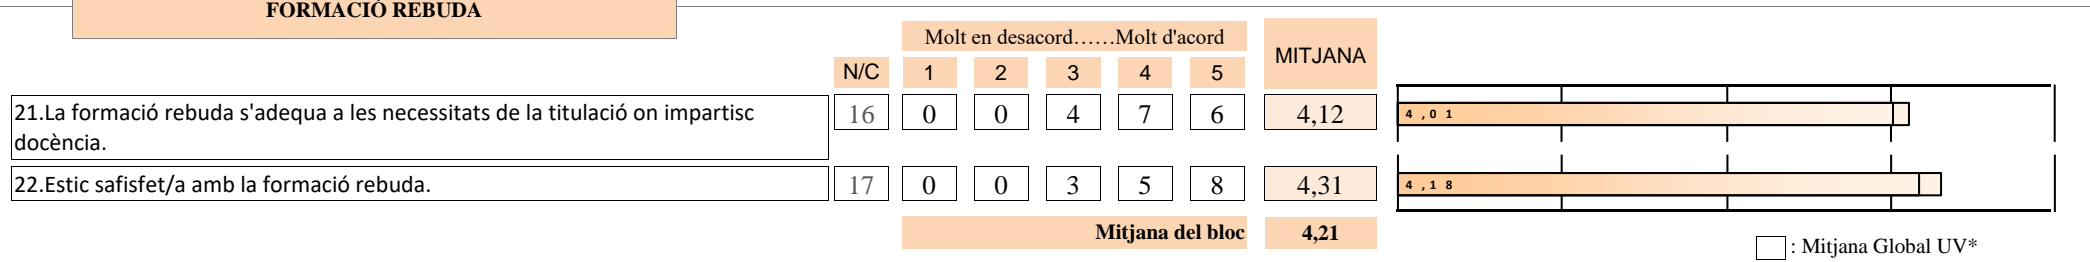 FORMACIÓ REBUDA
Molt en desacord……Molt d'acord
MITJANA
N/C 1 2 3 4 5
21.La formació rebuda s'adequa a les necessitats de la titulació on impartisc
docència.
16 0 0 4 7 6 4,12 4,01
22.Estic safisfet/a amb la formació rebuda. 17 0 0 3 5 8 4,31 4,18
Mitjana del bloc 4,21
: Mitjana Global UV*